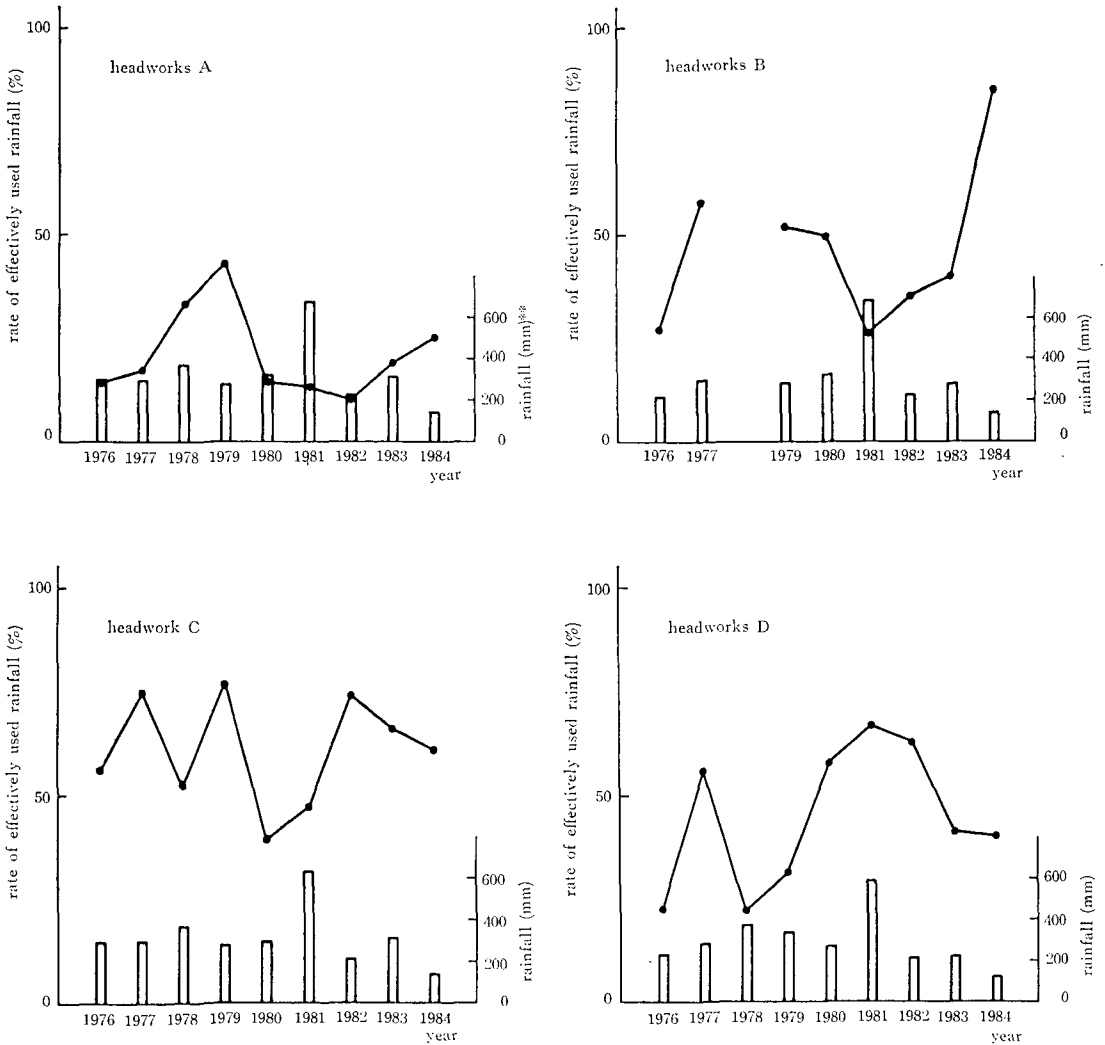 100
headworks A
rate of effectively used rainfall (%)
50
600
400
200
0
rainfall (mm)**
0
1976 1977 1978 1979 1980 1981 1982 1983 1984
year
100
headworks B
rate of effectively used rainfall (%)
50
600
400
200
0
rainfall (mm)
0
1976 1977 1979 1980 1981 1982 1983 1984
year
100
headwork C
rate of effectively used rainfall (%)
50
600
400
200
0
rainfall (mm)
0
1976 1977 1978 1979 1980 1981 1982 1983 1984
year
100
headworks D
rate of effectively used rainfall (%)
50
600
400
200
0
rainfall (mm)
0
1976 1977 1978 1979 1980 1981 1982 1983 1984
year